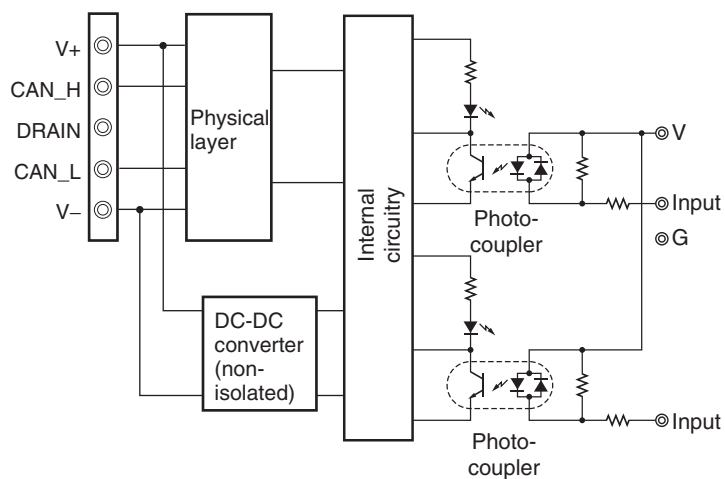 V+
CAN_H
DRAIN
CAN_L
V–
Physical
layer
DC-DC
converter
(non-
isolated)
Internal
circuitry
Photo-
coupler
V
Input
G
Photo-
coupler
Input